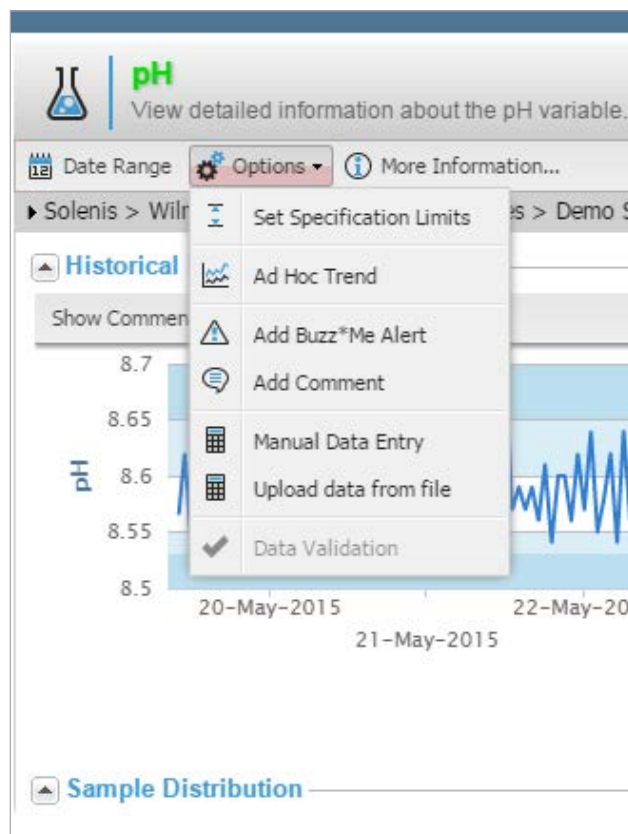 pH
View detailed information about the pH variable.
12 Date Range Options More Information...
Solenis > Wilm > Demo S
Set Specification Limits
Ad Hoc Trend
Add Buzz*Me Alert
Add Comment
Manual Data Entry
Upload data from file
Data Validation
Historical
Show
8.7
8.65
8.6
8.55
8.5
pH
20-May-2015
21-May-2015
22-May-20
Sample Distribution